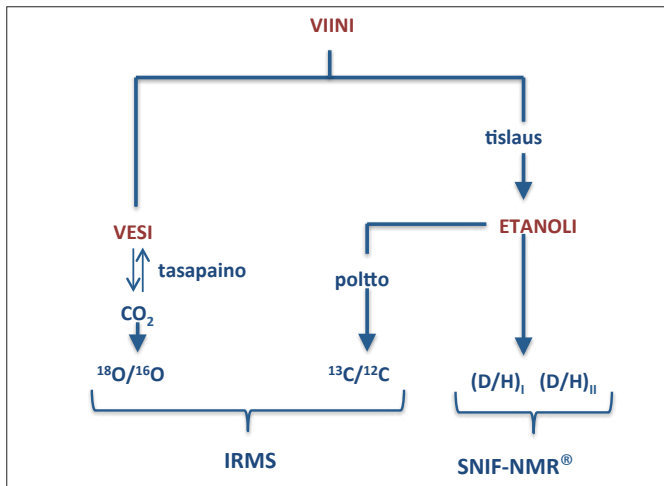 VIINI
tislaus
VESI
ETANOLI
tasapaino
poltto
CO₂
¹⁸O/¹⁶O
¹³C/¹²C
(D/H)I (D/H)II
IRMS
SNIF-NMR®